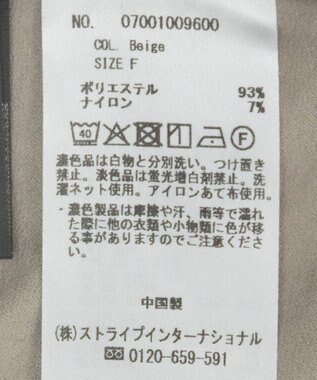 NO. 07001009600
COL. Beige
SIZE F
ポリエステル 93%
ナイロン 7%
40 F
濃色品は白物と分別洗い。つけ置き
禁止。淡色品は蛍光増白剤禁止。洗
濯ネット使用。アイロンあて布使用。
・濃色製品は摩擦や汗、雨等で濡れ
た際に他の衣類や小物類に色が移
る事がありますのでご注意くださ
い。
中国製
(株)ストライプインターナショナル
0120-659-591